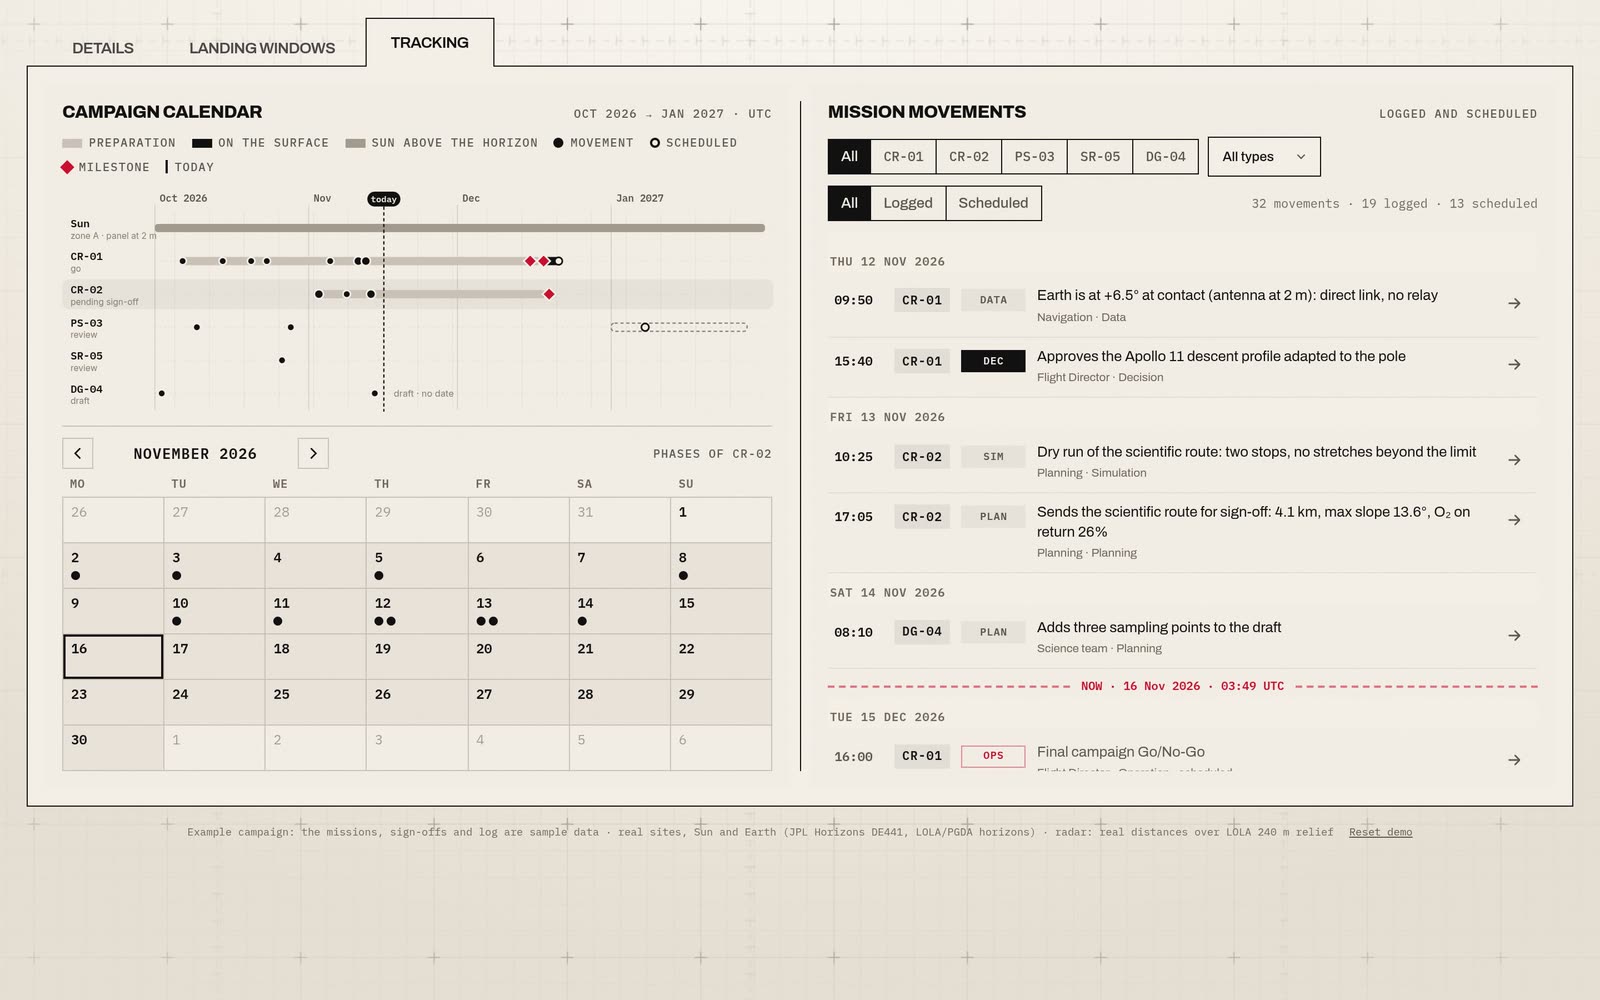 DETAILS
LANDING WINDOWS
TRACKING
CAMPAIGN CALENDAR
OCT 2026 → JAN 2027 · UTC
PREPARATION
ON THE SURFACE
SUN ABOVE THE HORIZON
MOVEMENT
SCHEDULED
MILESTONE
TODAY
Oct 2026
Nov
today
Dec
Jan 2027
Sun
zone A · panel at 2 m
CR-01
go
CR-02
pending sign-off
PS-03
review
SR-05
review
DG-04
draft
draft · no date
NOVEMBER 2026
PHASES OF CR-02
MO TU WE TH FR SA SU
26 27 28 29 30 31 1
2 3 4 5 6 7 8
9 10 11 12 13 14 15
16 17 18 19 20 21 22
23 24 25 26 27 28 29
30 1 2 3 4 5 6
MISSION MOVEMENTS
LOGGED AND SCHEDULED
All CR-01 CR-02 PS-03 SR-05 DG-04
All types
All Logged Scheduled
32 movements · 19 logged · 13 scheduled
THU 12 NOV 2026
09:50 CR-01 DATA Earth is at +6.5° at contact (antenna at 2 m): direct link, no relay
Navigation · Data
15:40 CR-01 DEC Approves the Apollo 11 descent profile adapted to the pole
Flight Director · Decision
FRI 13 NOV 2026
10:25 CR-02 SIM Dry run of the scientific route: two stops, no stretches beyond the limit
Planning · Simulation
17:05 CR-02 PLAN Sends the scientific route for sign-off: 4.1 km, max slope 13.6°, O₂ on
return 26%
Planning · Planning
SAT 14 NOV 2026
08:10 DG-04 PLAN Adds three sampling points to the draft
Science team · Planning
NOW · 16 Nov 2026 · 03:49 UTC
TUE 15 DEC 2026
16:00 CR-01 OPS Final campaign Go/No-Go
Flight Director · Operation · scheduled
Example campaign: the missions, sign-offs and log are sample data · real sites, Sun and Earth (JPL Horizons DE441, LOLA/PGDA horizons) · radar: real distances over LOLA 240 m relief Reset demo